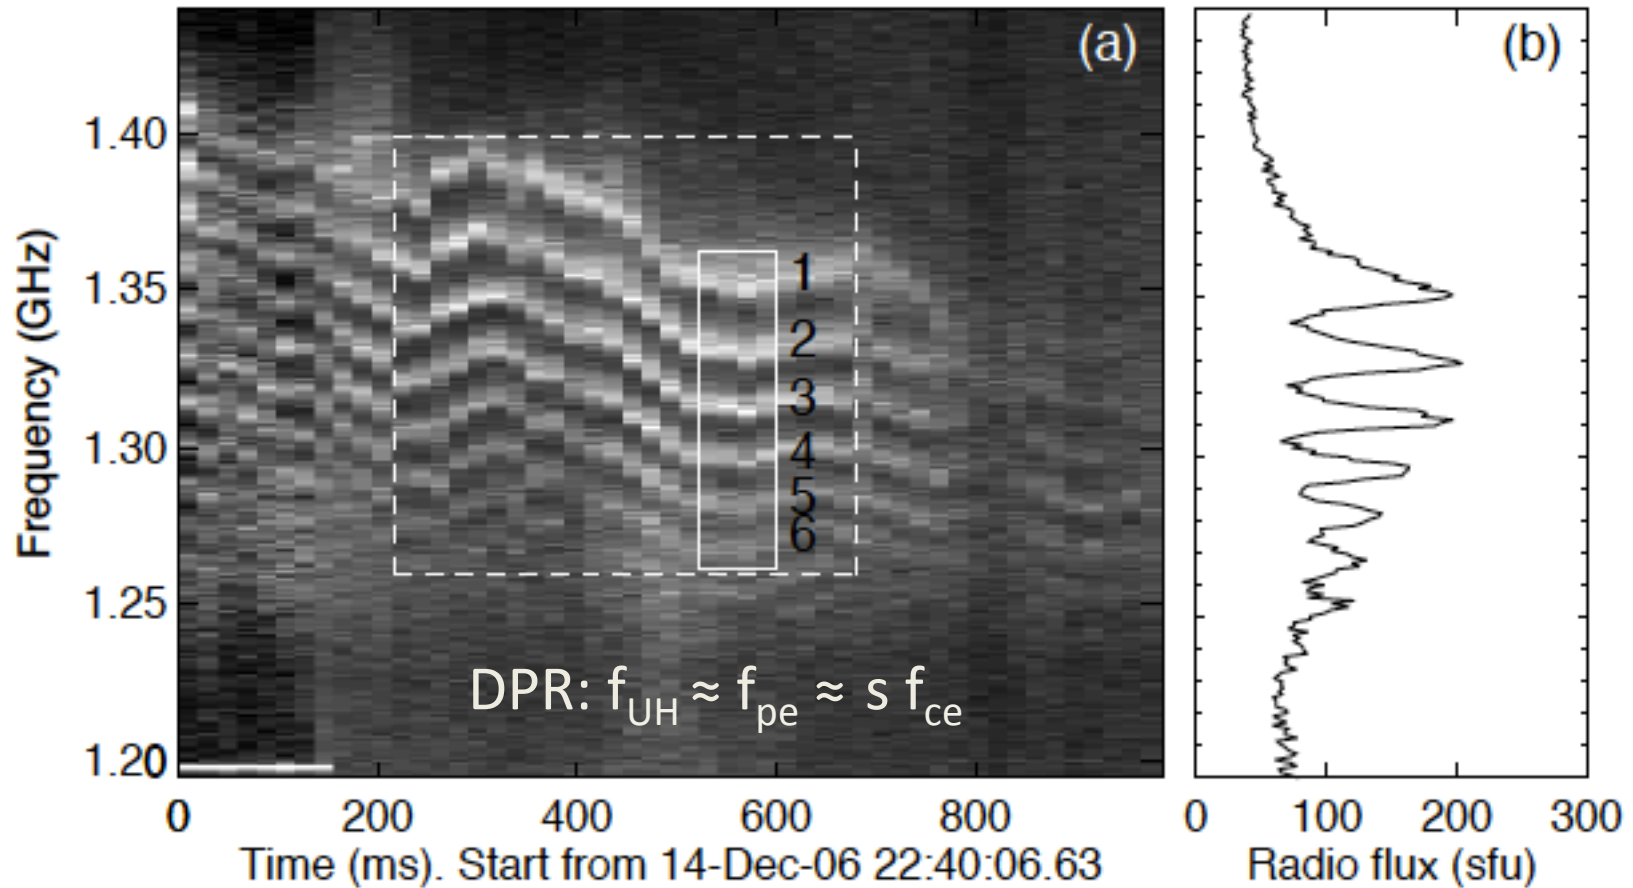 (a)
(b)
1.40
1.35
1.30
1.25
1.20
Frequency (GHz)
1
2
3
4
5
6
DPR: fUH ≈ fpe ≈ s fce
0 200 400 600 800
0 100 200 300
Time (ms). Start from 14-Dec-06 22:40:06.63
Radio flux (sfu)